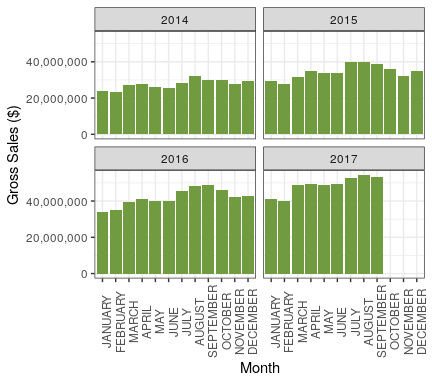 2014
2015
40,000,000
20,000,000
0
2016
2017
40,000,000
20,000,000
0
Gross Sales ($)
JANUARY
FEBRUARY
MARCH
APRIL
MAY
JUNE
JULY
AUGUST
SEPTEMBER
OCTOBER
NOVEMBER
DECEMBER
JANUARY
FEBRUARY
MARCH
APRIL
MAY
JUNE
JULY
AUGUST
SEPTEMBER
OCTOBER
NOVEMBER
DECEMBER
Month